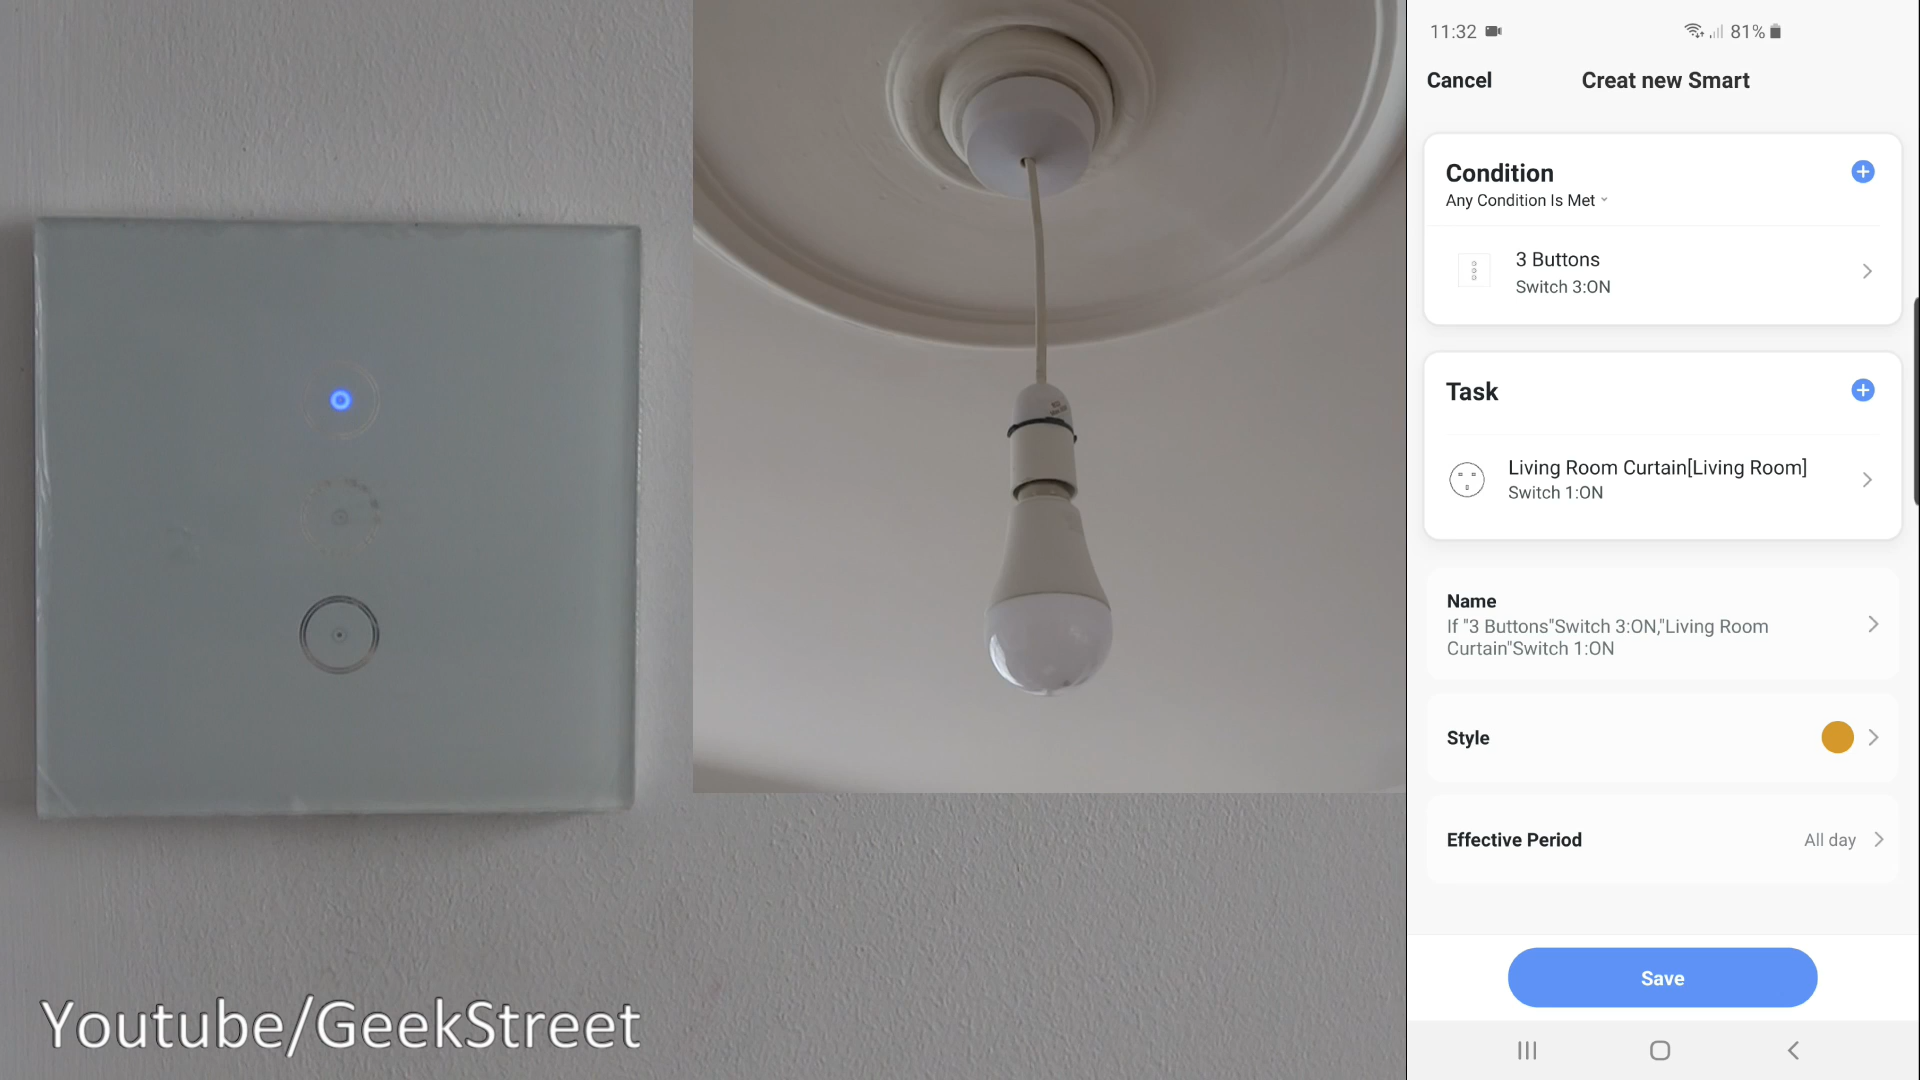 11:32
81%
Cancel
Creat new Smart
Condition
Any Condition Is Met
3 Buttons
Switch 3:ON
Task
Living Room Curtain[Living Room]
Switch 1:ON
Name
If "3 Buttons"Switch 3:ON,"Living Room
Curtain"Switch 1:ON
Style
Effective Period
All day
Save
Youtube/GeekStreet